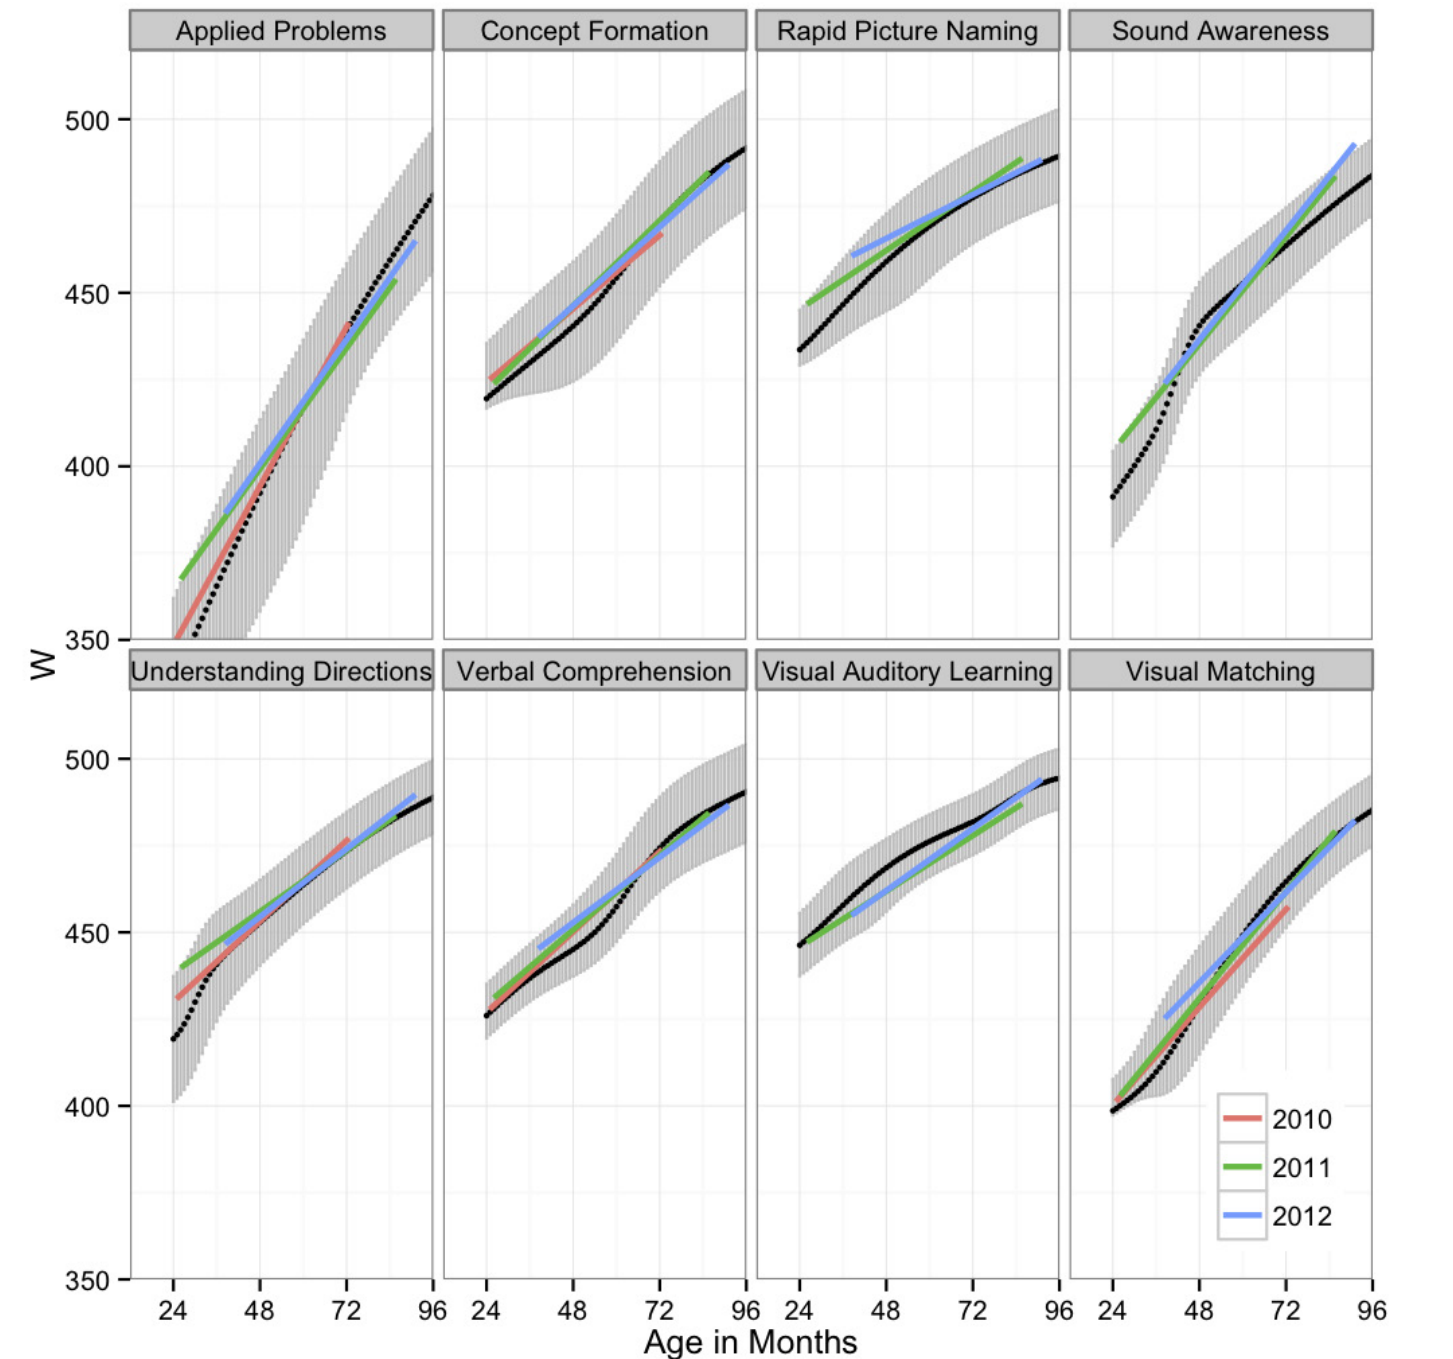 Applied Problems Concept Formation Rapid Picture Naming Sound Awareness
500
450
400
350
W
Understanding Directions Verbal Comprehension Visual Auditory Learning Visual Matching
500
450
400
350
2010
2011
2012
24 48 72 96 24 48 72 96 24 48 72 96 24 48 72 96
Age in Months